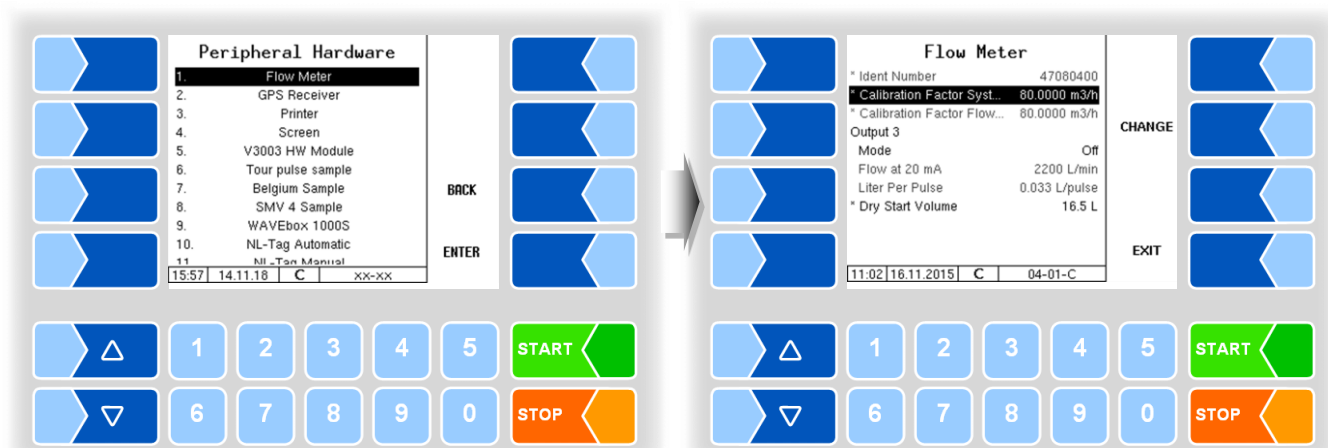 Peripheral Hardware
1. Flow Meter
2. GPS Receiver
3. Printer
4. Screen
5. V3003 HW Module
6. Tour pulse sample
7. Belgium Sample
8. SMV 4 Sample
9. WAVEbox 1000S
10. NL-Tag Automatic
11. NL-Tag Manual
15:57 14.11.18 C xx-xx
BACK
ENTER
1 2 3 4 5 START
6 7 8 9 0 STOP
Flow Meter
* Ident Number 47080400
* Calibration Factor Syst... 80.0000 m3/h
* Calibration Factor Flow... 80.0000 m3/h
Output 3
Mode Off
Flow at 20 mA 2200 L/min
Liter Per Pulse 0.033 L/pulse
* Dry Start Volume 16.5 L
11:02 16.11.2015 C 04-01-C
CHANGE
EXIT
1 2 3 4 5 START
6 7 8 9 0 STOP